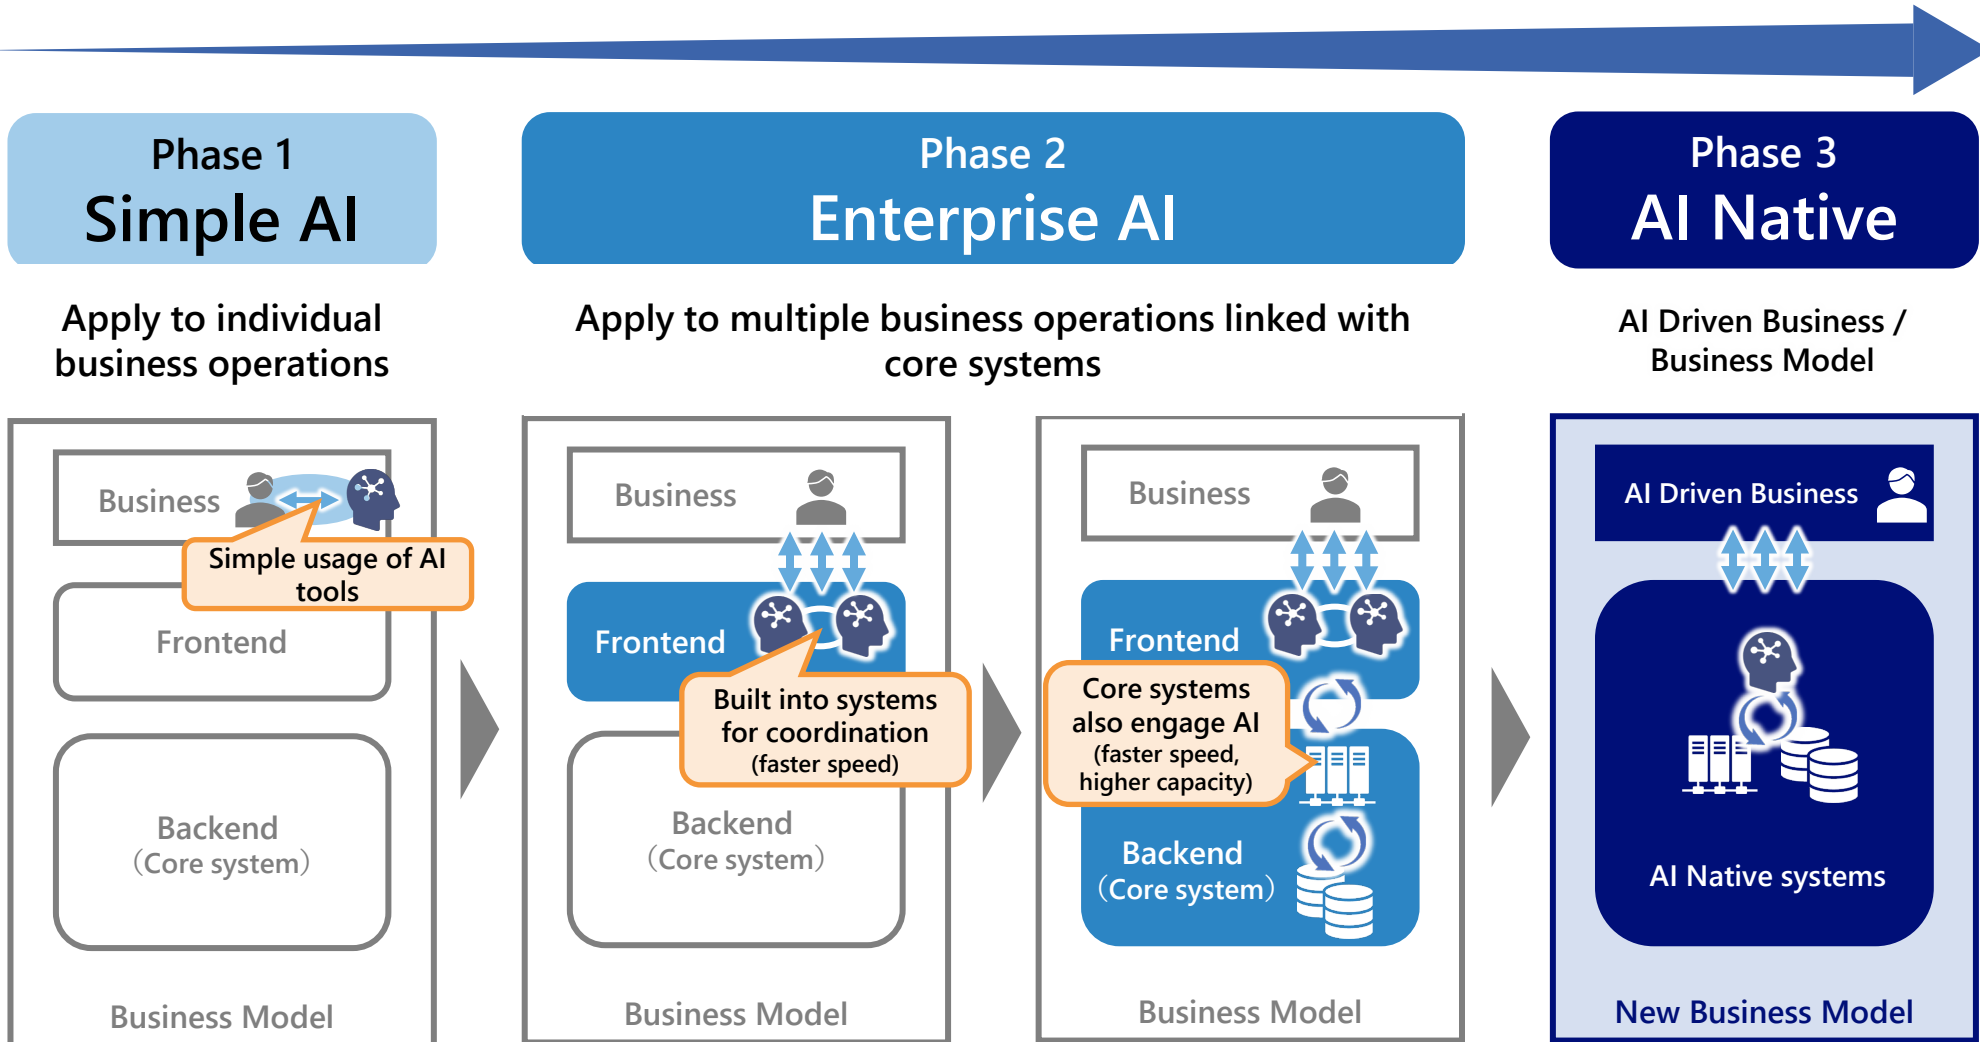 Phase 1
Simple AI
Phase 2
Enterprise AI
Phase 3
AI Native
Apply to individual
business operations
Apply to multiple business operations linked with
core systems
AI Driven Business /
Business Model
Business
Simple usage of AI
tools
Frontend
Backend
（Core system）
Business Model
Business
Frontend
Built into systems
for coordination
(faster speed)
Backend
（Core system）
Business Model
Business
Frontend
Core systems
also engage AI
(faster speed,
higher capacity)
Backend
（Core system）
Business Model
AI Driven Business
AI Native systems
New Business Model